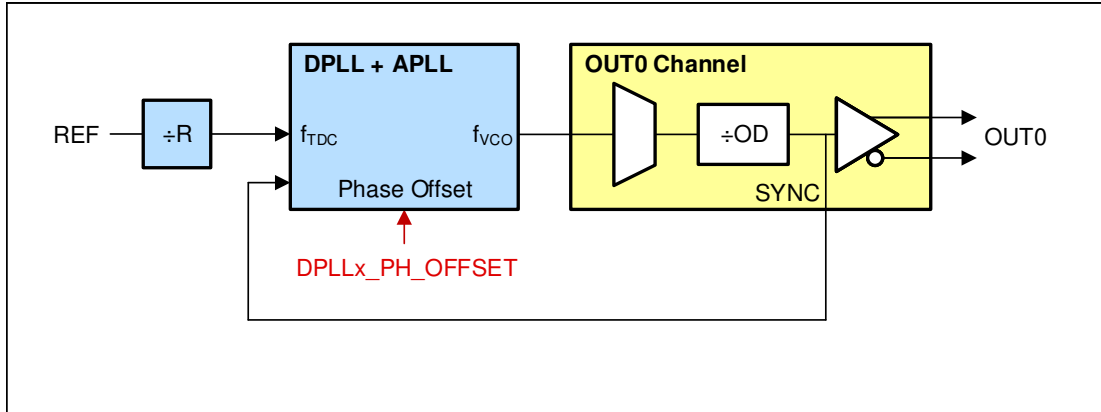 DPLL + APLL
OUT0 Channel
REF
÷R
fTDC
fVCO
÷OD
OUT0
Phase Offset
SYNC
DPLLx_PH_OFFSET